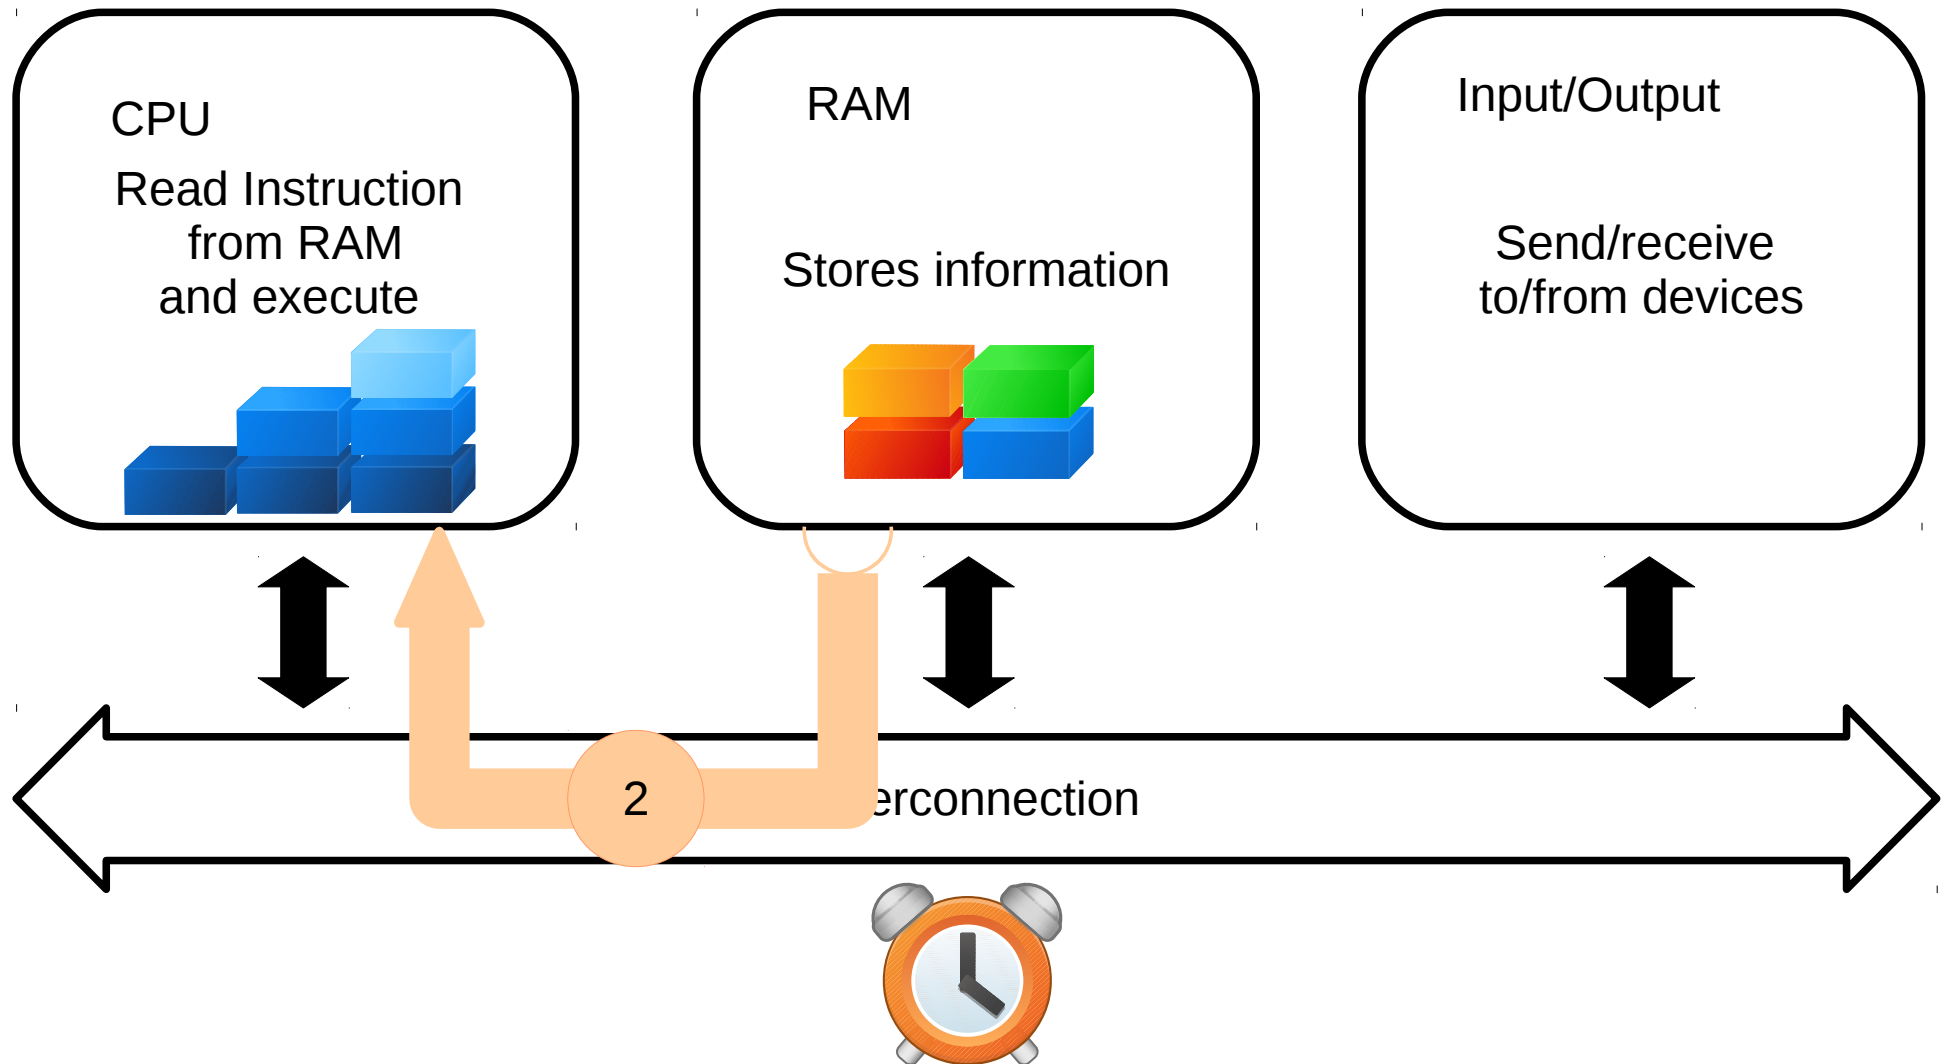 CPU
Read Instruction
from RAM
and execute
RAM
Stores information
Input/Output
Send/receive
to/from devices
2
erconnection